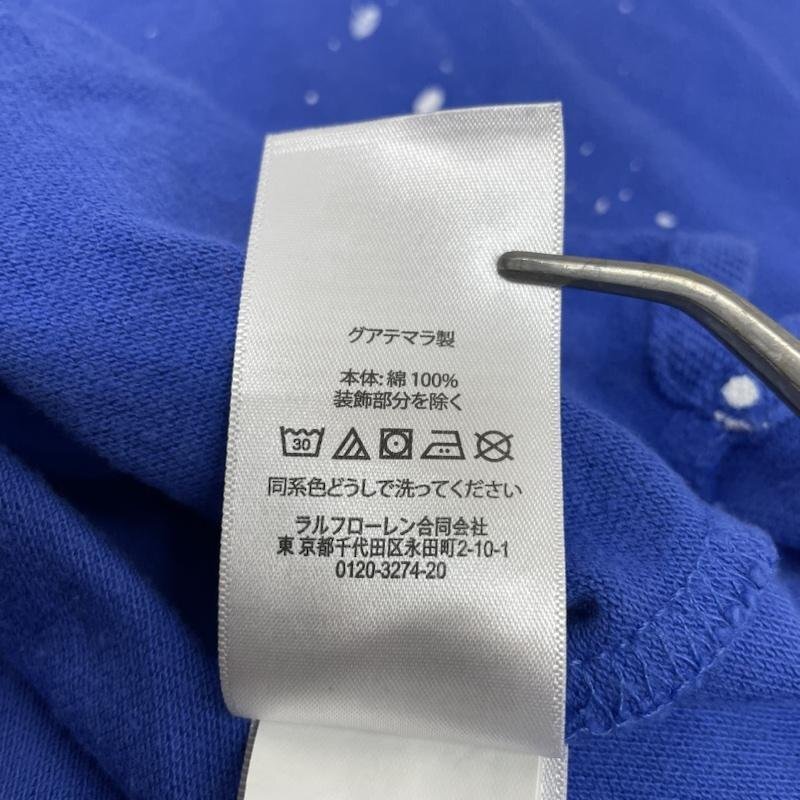 グアテマラ製
本体: 綿 100%
装飾部分を除く
30
同系色どうしで洗ってください
ラルフローレン合同会社
東京都千代田区永田町2-10-1
0120-3274-20